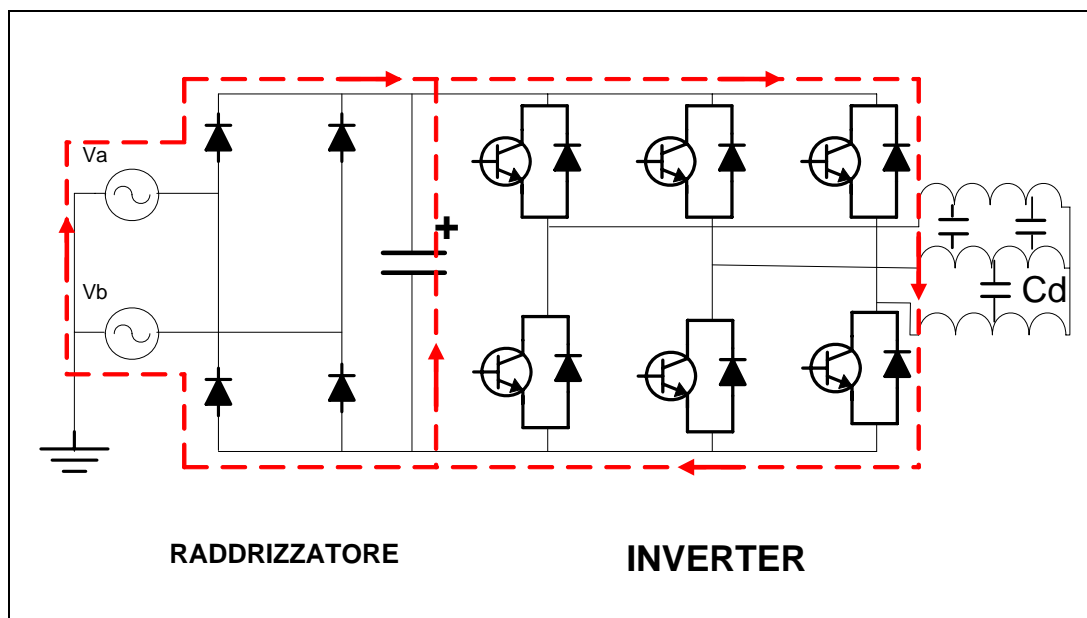 Va
+
Vb
Cd
RADDRIZZATORE
INVERTER